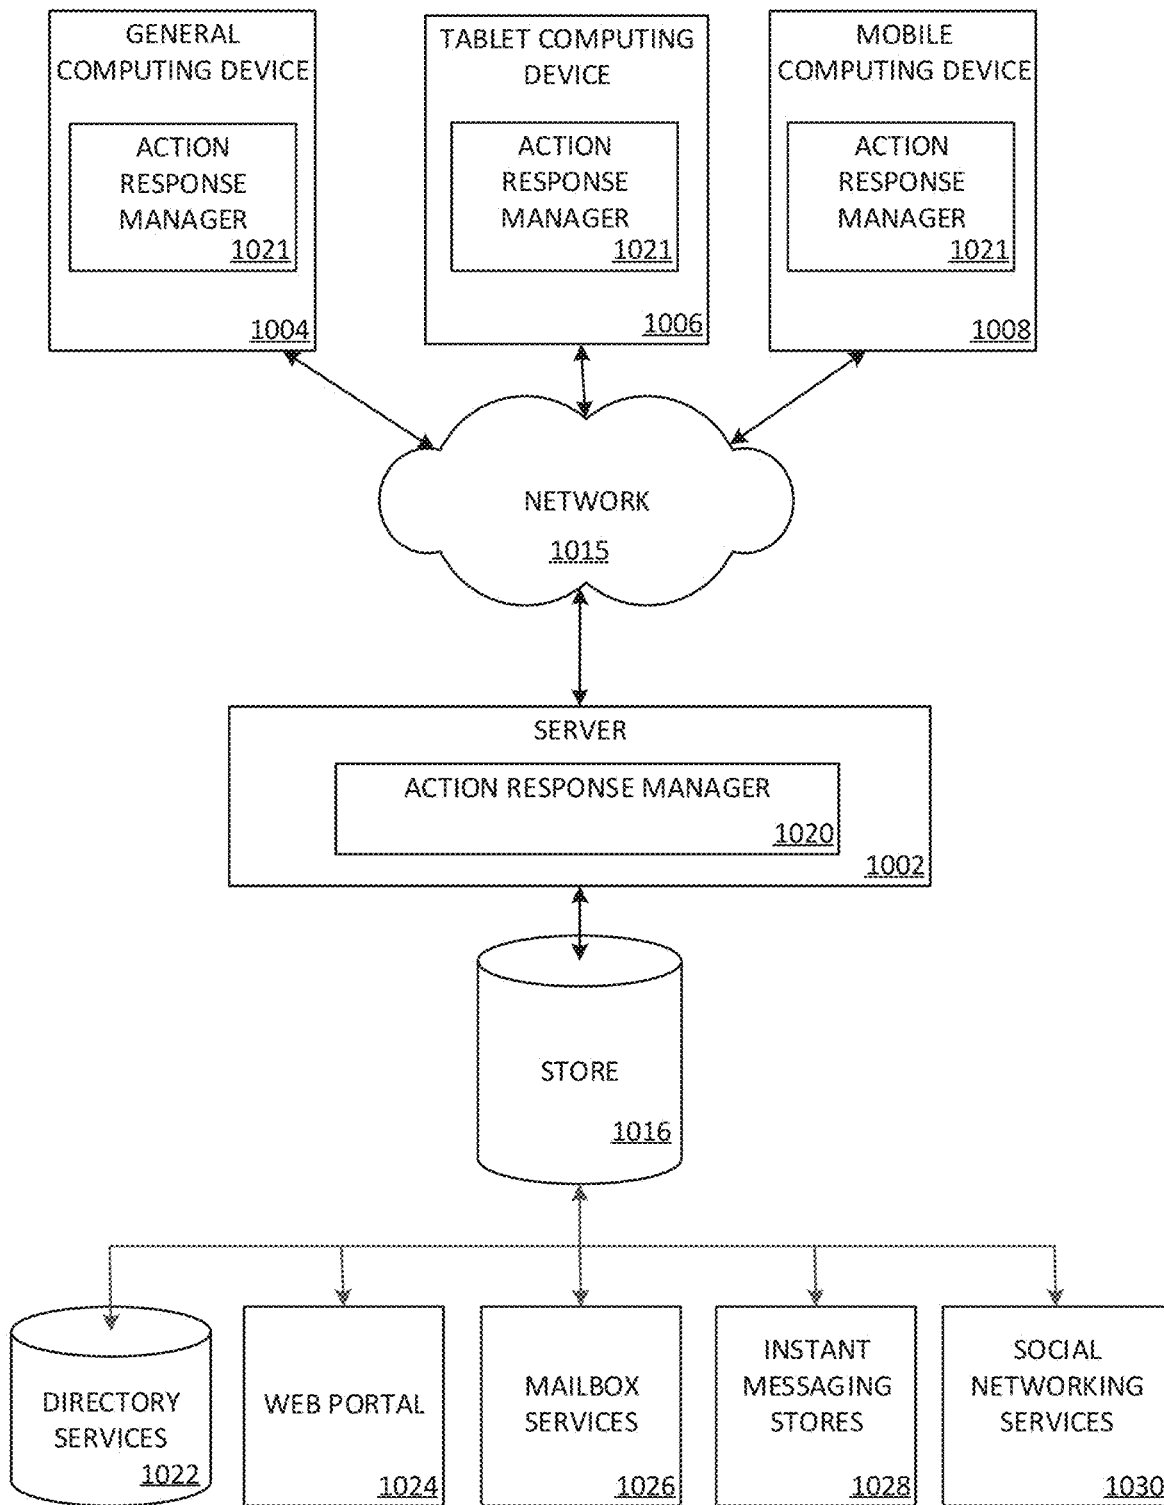 GENERAL
COMPUTING DEVICE
ACTION
RESPONSE
MANAGER
1021
1004
TABLET COMPUTING
DEVICE
ACTION
RESPONSE
MANAGER
1021
1006
MOBILE
COMPUTING DEVICE
ACTION
RESPONSE
MANAGER
1021
1008
NETWORK
1015
SERVER
ACTION RESPONSE MANAGER
1020
1002
STORE
1016
DIRECTORY
SERVICES
1022
WEB PORTAL
1024
MAILBOX
SERVICES
1026
INSTANT
MESSAGING
STORES
1028
SOCIAL
NETWORKING
SERVICES
1030